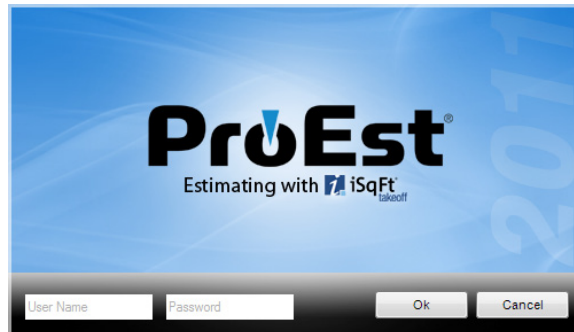 2011
ProEst®
Estimating with iSqFt
takeoff
User Name
Password
Ok
Cancel